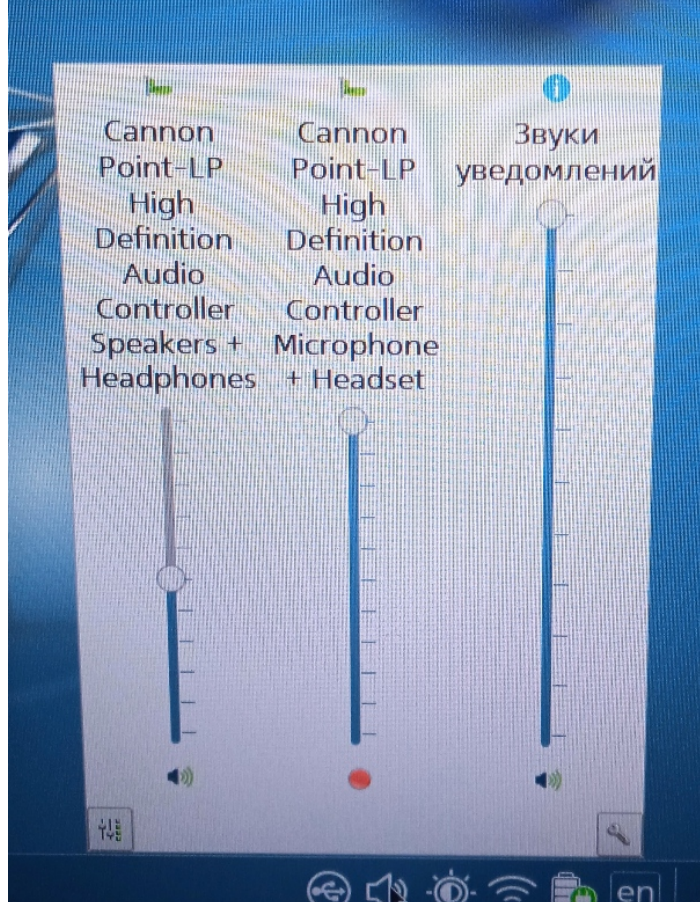 Cannon
Point-LP
High
Definition
Audio
Controller
Speakers +
Headphones
Cannon
Point-LP
High
Definition
Audio
Controller
Microphone
+ Headset
Звуки
уведомлений
en